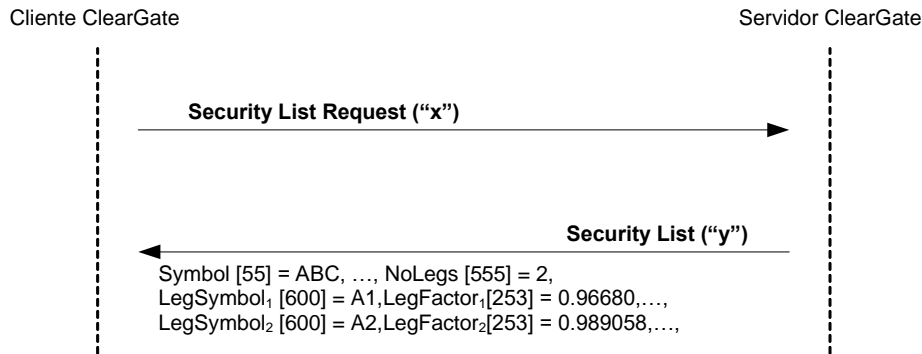 Cliente ClearGate
Servidor ClearGate
Security List Request (“x”)
Security List (“y”)
Symbol [55] = ABC, …, NoLegs [555] = 2,
LegSymbol₁ [600] = A1,LegFactor₁[253] = 0.96680,…,
LegSymbol₂ [600] = A2,LegFactor₂[253] = 0.989058,…,